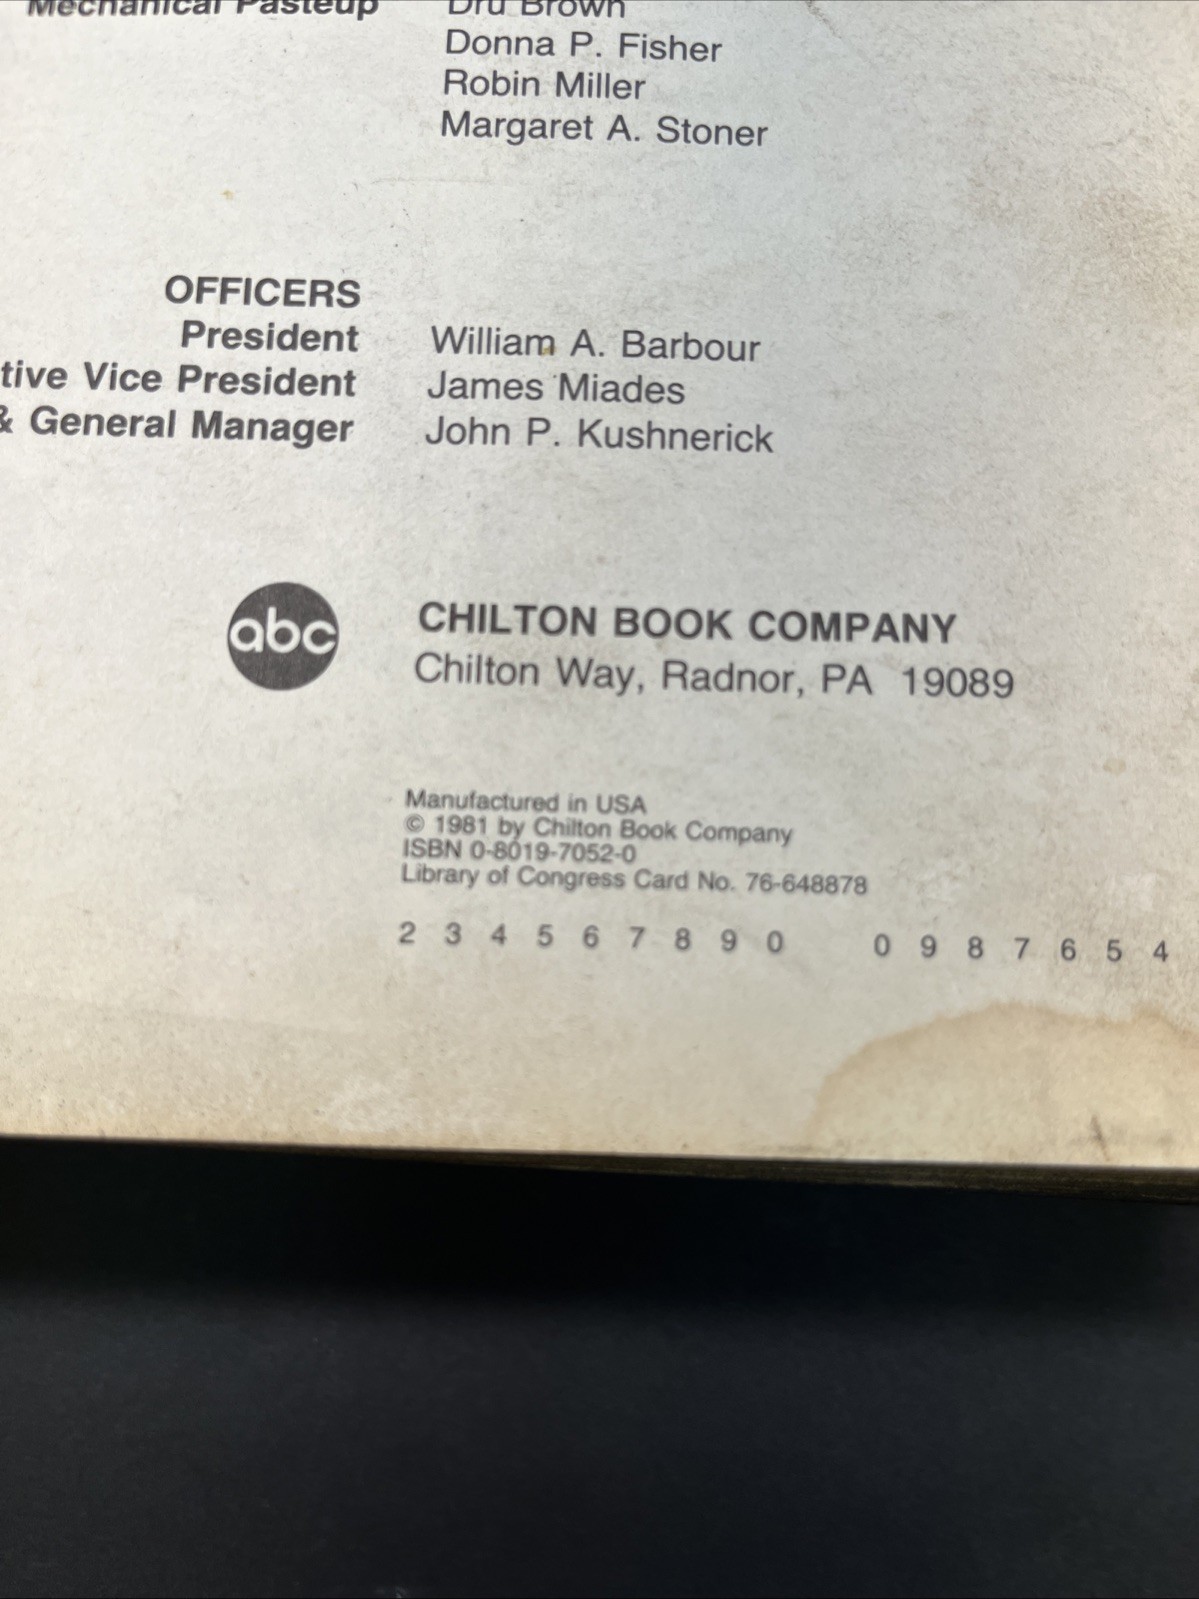 Mechanical Pasteup Dru Brown
Donna P. Fisher
Robin Miller
Margaret A. Stoner
OFFICERS
President William A. Barbour
tive Vice President James Miades
& General Manager John P. Kushnerick
abc CHILTON BOOK COMPANY
Chilton Way, Radnor, PA 19089
Manufactured in USA
© 1981 by Chilton Book Company
ISBN 0-8019-7052-0
Library of Congress Card No. 76-648878
2 3 4 5 6 7 8 9 0 0 9 8 7 6 5 4